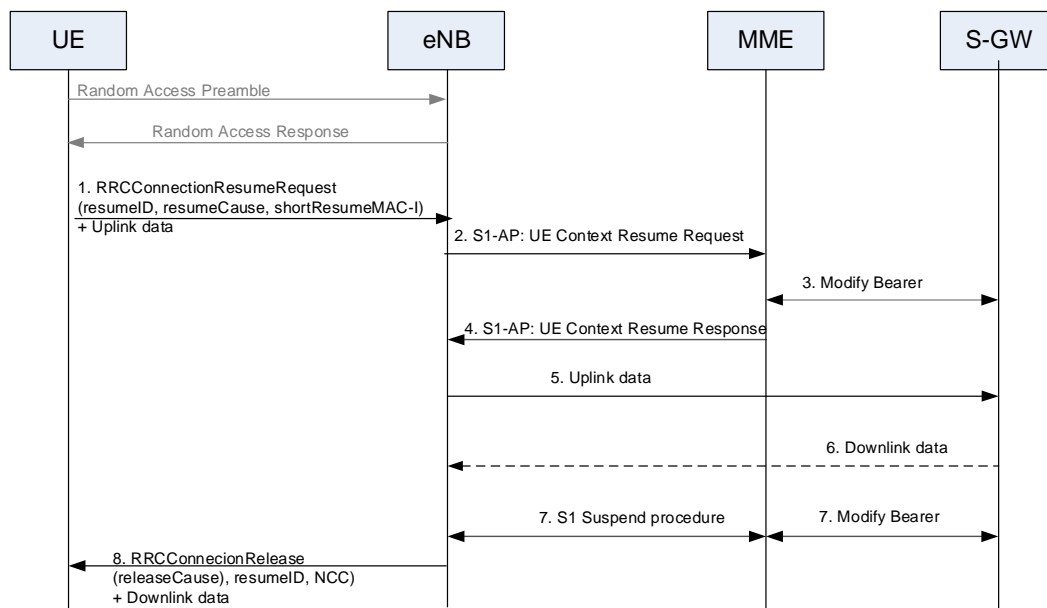 UE
eNB
MME
S-GW
Random Access Preamble
Random Access Response
1. RRCConnectionResumeRequest
(resumeID, resumeCause, shortResumeMAC-I)
+ Uplink data
2. S1-AP: UE Context Resume Request
3. Modify Bearer
4. S1-AP: UE Context Resume Response
5. Uplink data
6. Downlink data
7. S1 Suspend procedure
7. Modify Bearer
8. RRCConnecionRelease
(releaseCause), resumeID, NCC)
+ Downlink data